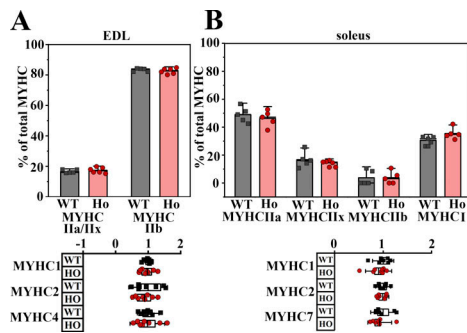 A
EDL
% of total MYHC
100
80
60
40
20
0
WT Ho WT Ho
MYHC MYHC
IIa/IIx IIb
-1 0 1 2
MYHC1 WT
HO
MYHC2 WT
HO
MYHC4 WT
HO
B
soleus
% of total MYHC
100
80
60
40
20
0
WT Ho WT Ho WT Ho WT Ho
MYHCIIa MYHCIIx MYHCIIb MYHCI
0 1 2
MYHC1 WT
HO
MYHC2 WT
HO
MYHC7 WT
HO